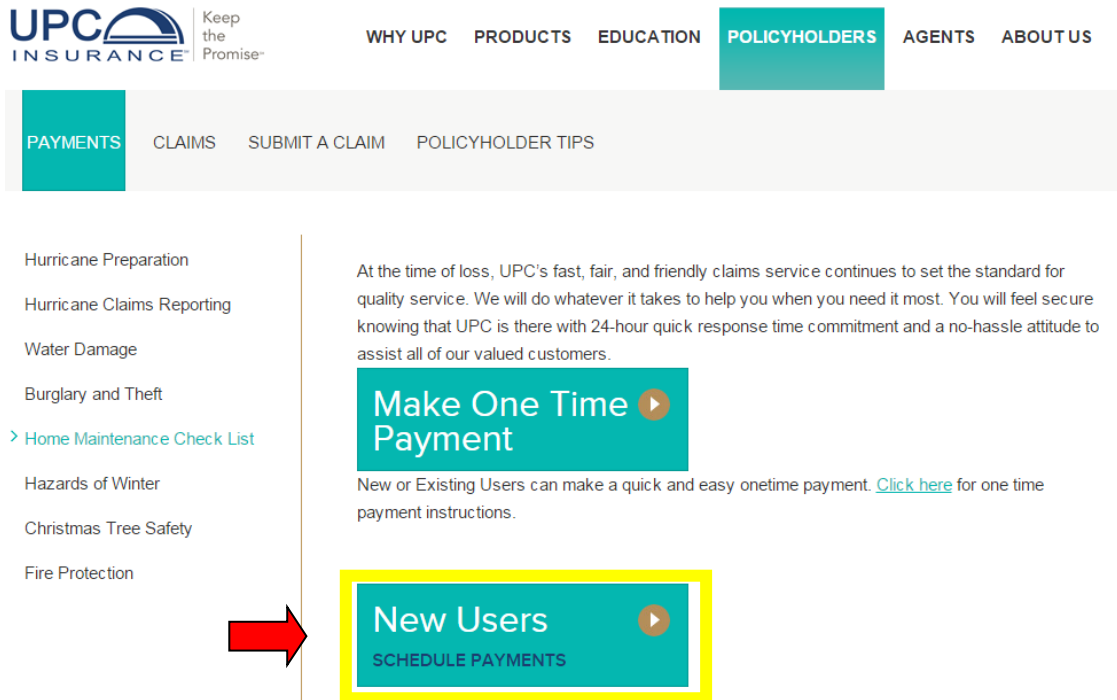 UPC
INSURANCE
Keep
the
Promise℠
WHY UPC PRODUCTS EDUCATION POLICYHOLDERS AGENTS ABOUT US
PAYMENTS CLAIMS SUBMIT A CLAIM POLICYHOLDER TIPS
Hurricane Preparation
Hurricane Claims Reporting
Water Damage
Burglary and Theft
> Home Maintenance Check List
Hazards of Winter
Christmas Tree Safety
Fire Protection
At the time of loss, UPC's fast, fair, and friendly claims service continues to set the standard for
quality service. We will do whatever it takes to help you when you need it most. You will feel secure
knowing that UPC is there with 24-hour quick response time commitment and a no-hassle attitude to
assist all of our valued customers.
Make One Time
Payment
New or Existing Users can make a quick and easy onetime payment. Click here for one time
payment instructions.
New Users
SCHEDULE PAYMENTS